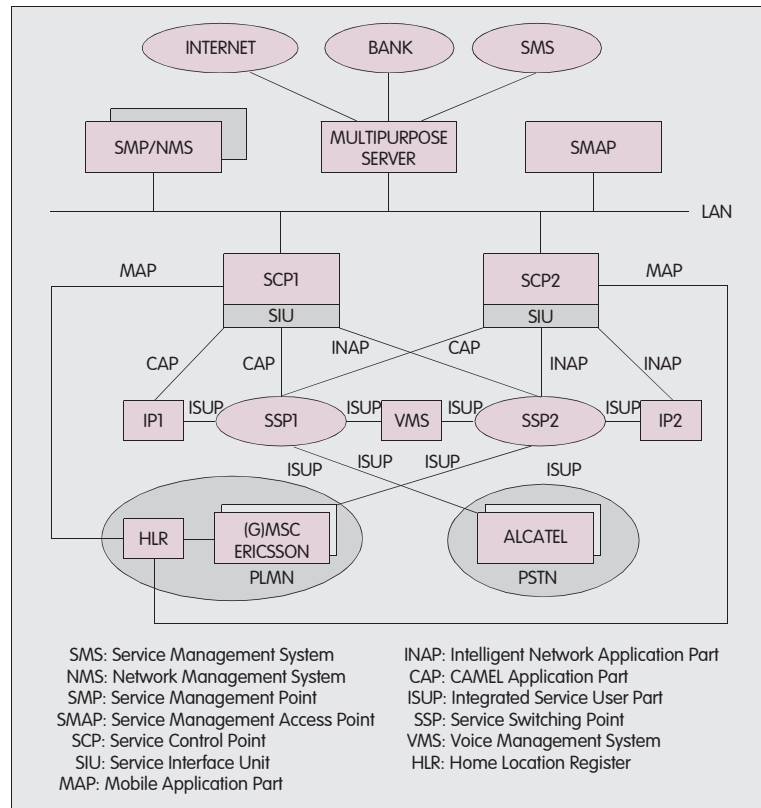 INTERNET
BANK
SMS
SMP/NMS
MULTIPURPOSE
SERVER
SMAP
LAN
MAP
SCP1
SCP2
MAP
SIU
SIU
CAP
CAP
INAP
CAP
INAP
INAP
IP1
ISUP
SSP1
ISUP
VMS
ISUP
SSP2
ISUP
IP2
ISUP
ISUP
ISUP
ISUP
HLR
(G)MSC
ERICSSON
ALCATEL
PLMN
PSTN
SMS: Service Management System
NMS: Network Management System
SMP: Service Management Point
SMAP: Service Management Access Point
SCP: Service Control Point
SIU: Service Interface Unit
MAP: Mobile Application Part
INAP: Intelligent Network Application Part
CAP: CAMEL Application Part
ISUP: Integrated Service User Part
SSP: Service Switching Point
VMS: Voice Management System
HLR: Home Location Register